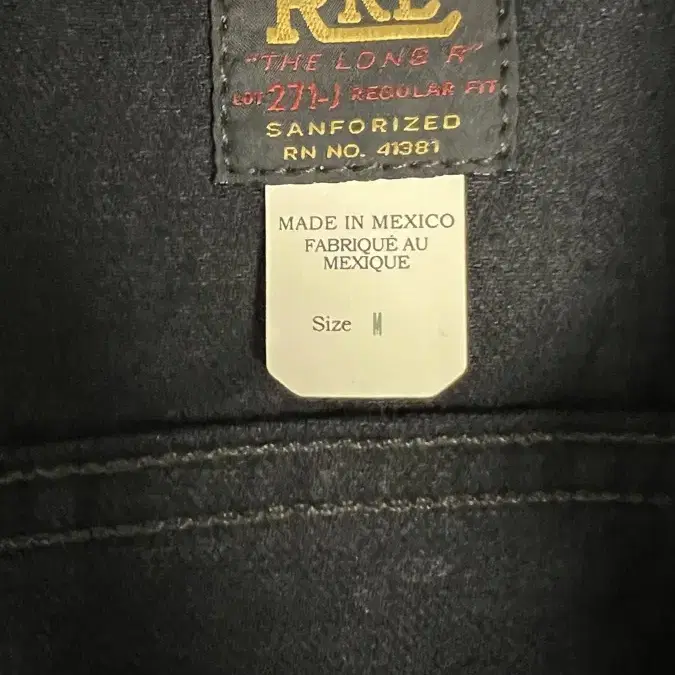 RRL
"THE LONG R"
LOT 271-J REGULAR FIT
SANFORIZED
RN NO. 41381
MADE IN MEXICO
FABRIQUÉ AU
MEXIQUE
Size M